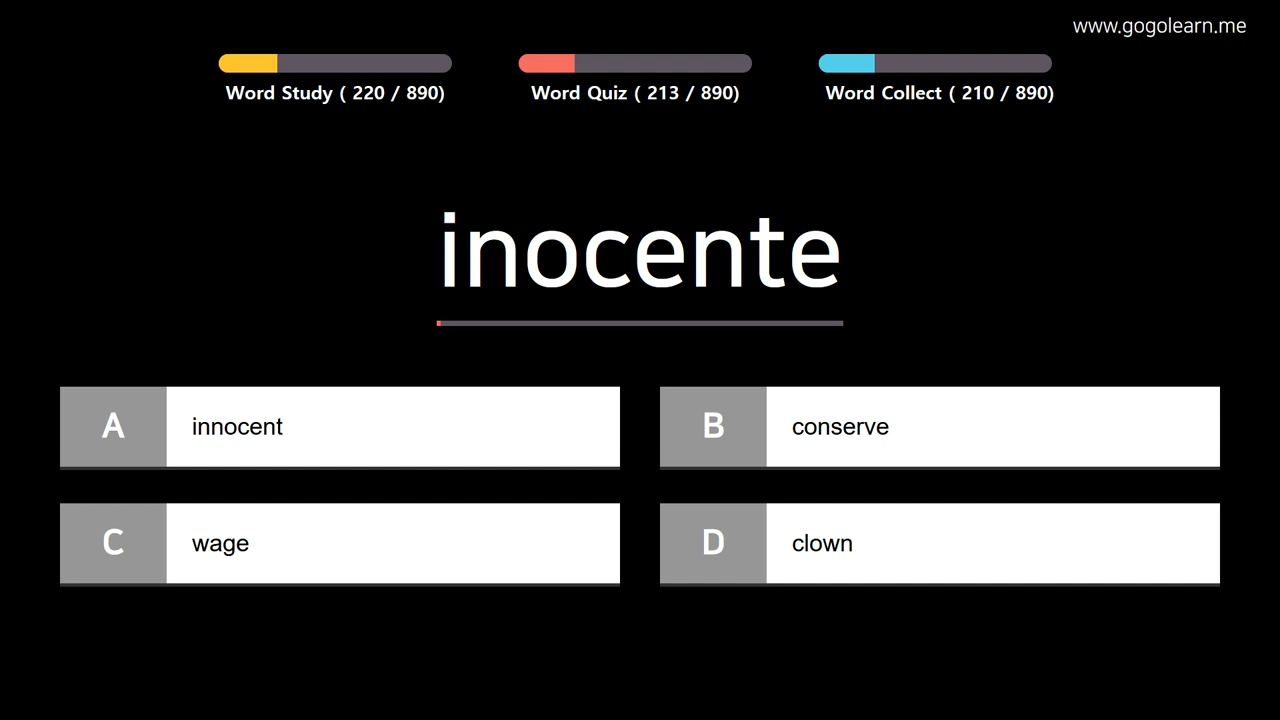 www.gogolearn.me
Word Study ( 220 / 890)
Word Quiz ( 213 / 890)
Word Collect ( 210 / 890)
inocente
A innocent
B conserve
C wage
D clown